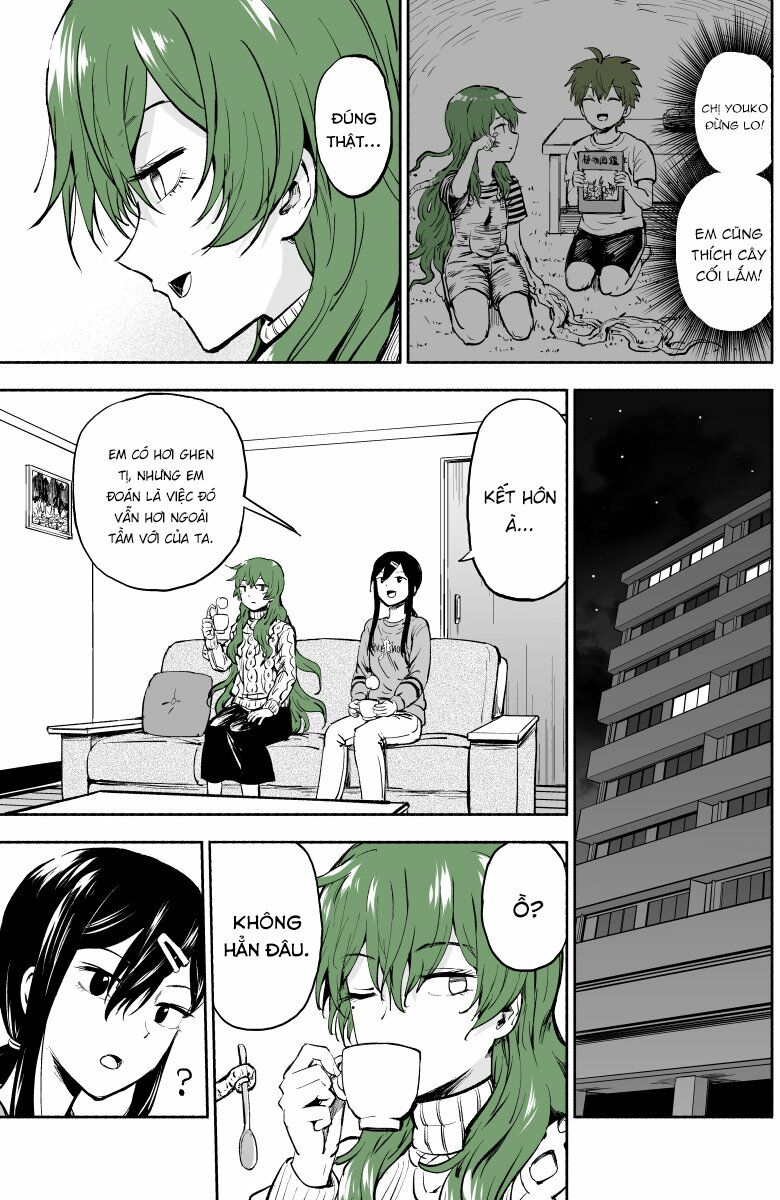 CHỊ YOUKO
ĐỪNG LO!
EM CŨNG
THÍCH CÂY
CỐI LẮM!
ĐÚNG
THẬT...
KẾT HÔN
À...
EM CÓ HƠI GHEN
TỊ, NHƯNG EM
ĐOÁN LÀ VIỆC ĐÓ
VẪN HƠI NGOÀI
TẦM VỚI CỦA TA.
Ồ?
KHÔNG
HẲN ĐÂU.
?